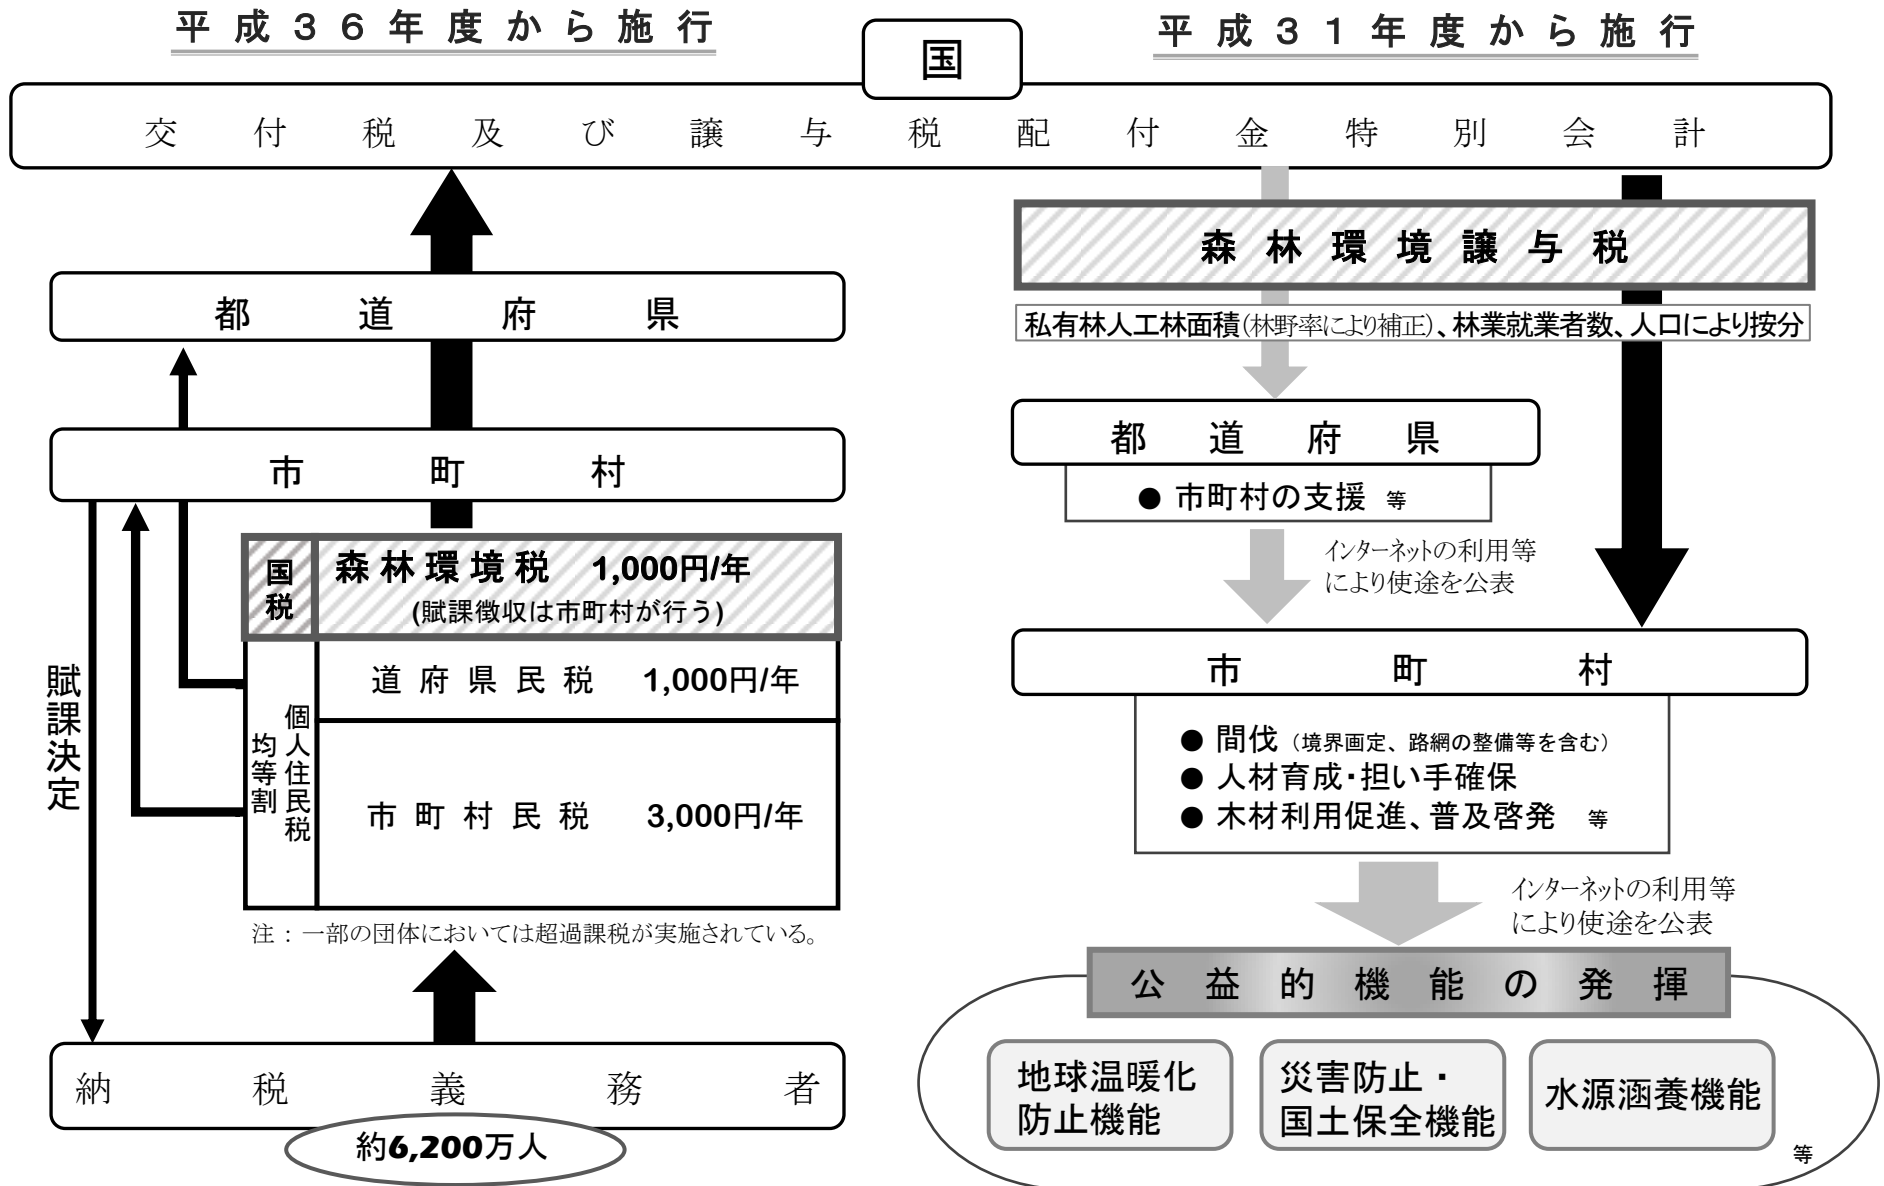 平成36年度から施行
国
平成31年度から施行
交付税及び譲与税配付金特別会計
都道府県
市町村
国
税
森林環境税 1,000円/年
(賦課徴収は市町村が行う)
道府県民税 1,000円/年
個人住民税
均等割
市町村民税 3,000円/年
賦課決定
注：一部の団体においては超過課税が実施されている。
納税義務者
約6,200万人
森林環境譲与税
私有林人工林面積(林野率により補正)、林業就業者数、人口により按分
都道府県
● 市町村の支援 等
インターネットの利用等
により使途を公表
市町村
● 間伐（境界画定、路網の整備等を含む）
● 人材育成・担い手確保
● 木材利用促進、普及啓発 等
インターネットの利用等
により使途を公表
公益的機能の発揮
地球温暖化
防止機能
災害防止・
国土保全機能
水源涵養機能
等